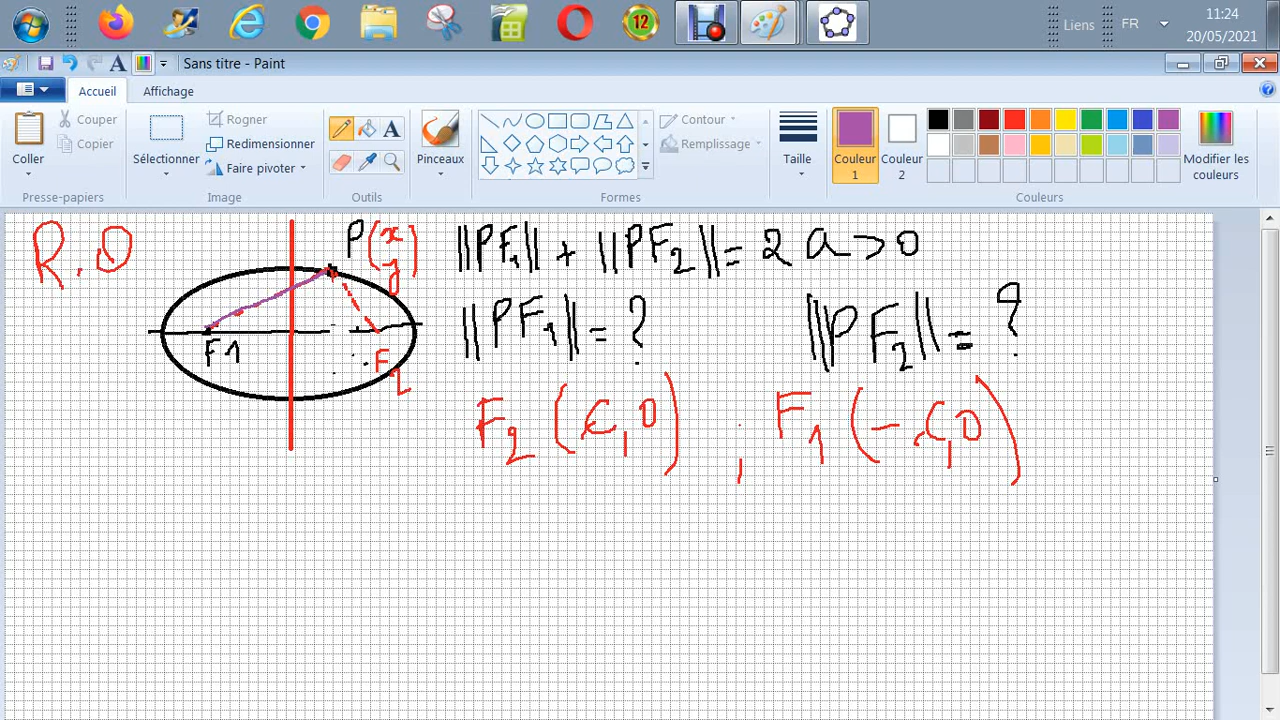 12
Liens
FR
11:24
20/05/2021
Sans titre - Paint
Accueil
Affichage
Coller
Couper
Copier
Presse-papiers
Sélectionner
Rogner
Redimensionner
Faire pivoter
Image
A
Outils
Pinceaux
Contour
Remplissage
Formes
Taille
Couleur 1
Couleur 2
Modifier les couleurs
Couleurs
R.O
P (x y)
F1
F2
||PF1|| + ||PF2|| = 2 a > 0
||PF1|| = ?
||PF2|| = ?
F2 (c, 0) , F1 (-c, 0)